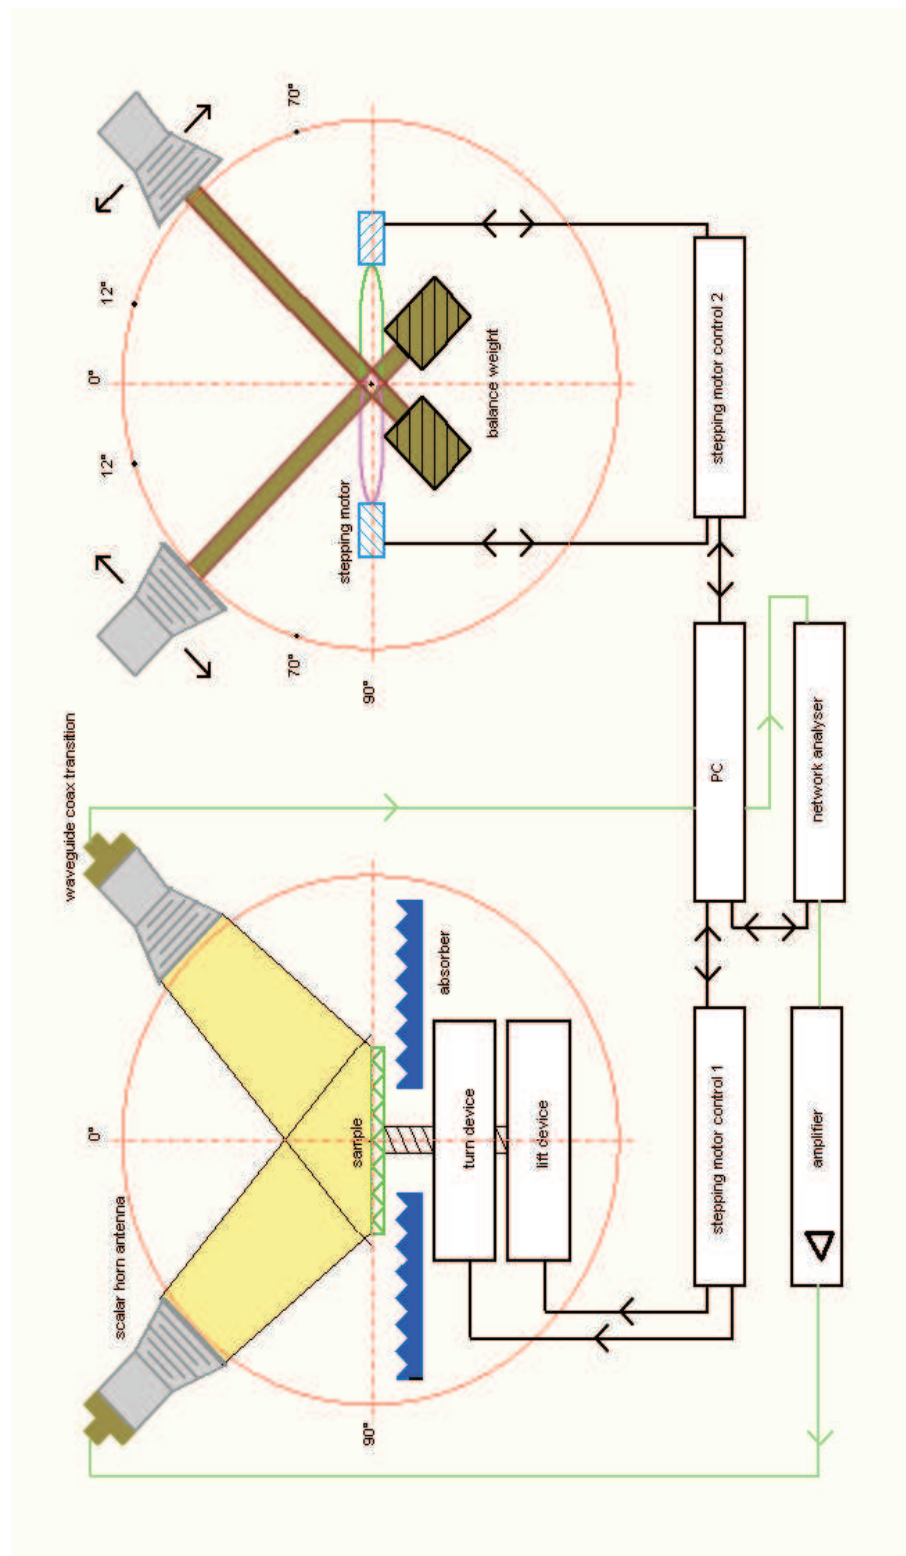 waveguide coax transition
scalar horn antenna
0°
sample
90°
absorber
turn device
lift device
0°
12°
12°
70°
70°
90°
stepping motor
balance weight
stepping motor control 1
PC
stepping motor control 2
amplifier
network analyser